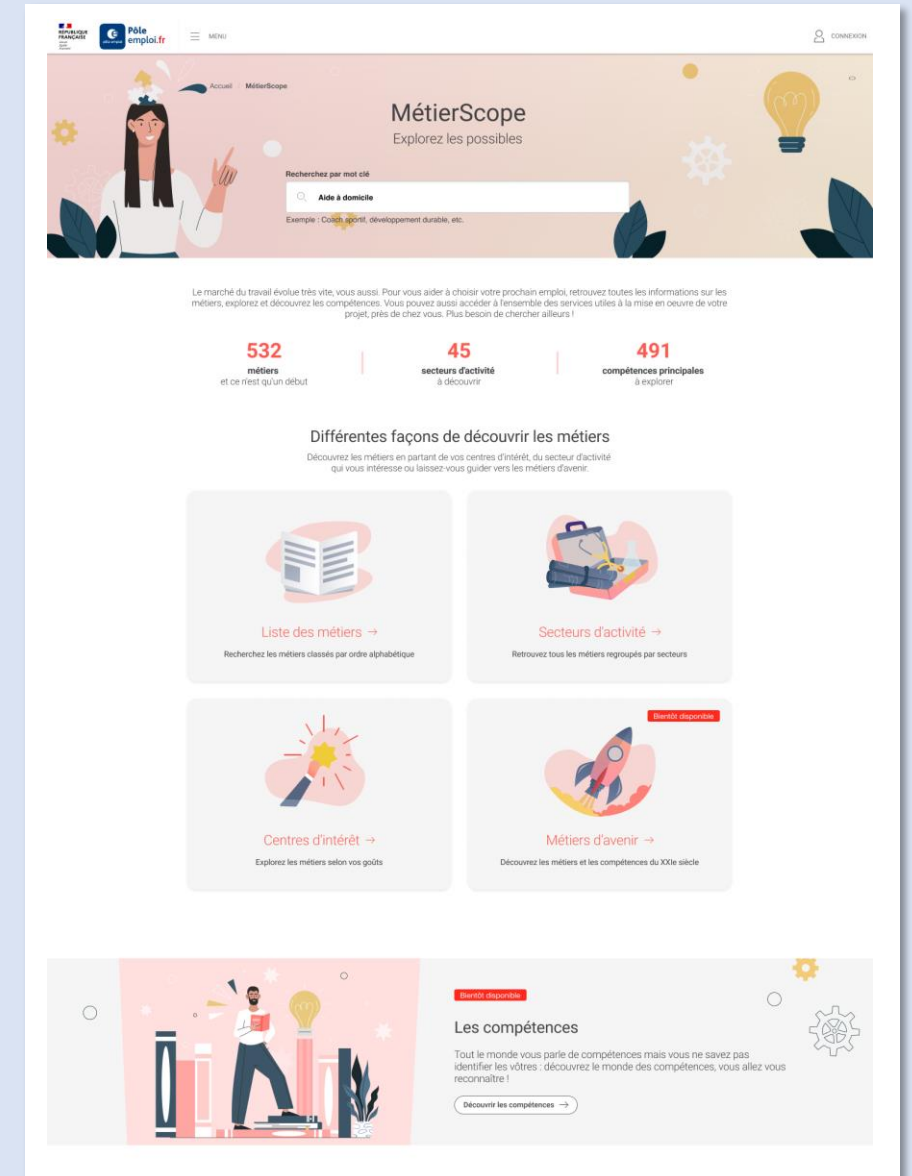 RÉPUBLIQUE
FRANÇAISE
pôle emploi
Pôle
emploi.fr
MENU
CONNEXION
Accueil / MétierScope
MétierScope
Explorez les possibles
Recherchez par mot clé
Aide à domicile
Exemple : Coach sportif, développement durable, etc.
Le marché du travail évolue très vite, vous aussi. Pour vous aider à choisir votre prochain emploi, retrouvez toutes les informations sur les
métiers, explorez et découvrez les compétences. Vous pouvez aussi accéder à l'ensemble des services utiles à la mise en oeuvre de votre
projet, près de chez vous. Plus besoin de chercher ailleurs !
532
métiers
et ce n'est qu'un début
45
secteurs d'activité
à découvrir
491
compétences principales
à explorer
Différentes façons de découvrir les métiers
Découvrez les métiers en partant de vos centres d'intérêt, du secteur d'activité
qui vous intéresse ou laissez-vous guider vers les métiers d'avenir.
Liste des métiers →
Recherchez les métiers classés par ordre alphabétique
Secteurs d'activité →
Retrouvez tous les métiers regroupés par secteurs
Centres d'intérêt →
Explorez les métiers selon vos goûts
Bientôt disponible
Métiers d'avenir →
Découvrez les métiers et les compétences du XXIe siècle
Bientôt disponible
Les compétences
Tout le monde vous parle de compétences mais vous ne savez pas
identifier les vôtres : découvrez le monde des compétences, vous allez vous
reconnaître !
Découvrir les compétences →